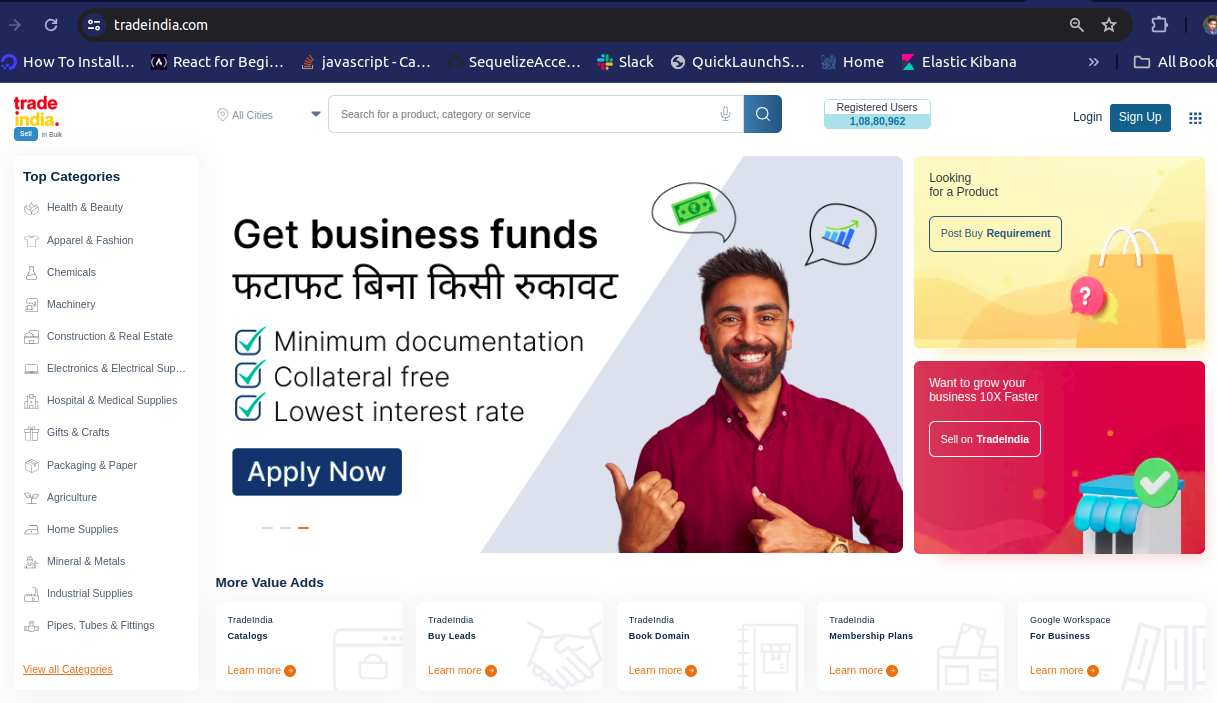 tradeindia.com
How To Install...
React for Begi...
javascript - Ca...
SequelizeAcce...
Slack
QuickLaunchS...
Home
Elastic Kibana
»
All Book
trade
india.
Sell in Bulk
All Cities
Search for a product, category or service
Registered Users
1,08,80,962
Login
Sign Up
Top Categories
Health & Beauty
Apparel & Fashion
Chemicals
Machinery
Construction & Real Estate
Electronics & Electrical Sup...
Hospital & Medical Supplies
Gifts & Crafts
Packaging & Paper
Agriculture
Home Supplies
Mineral & Metals
Industrial Supplies
Pipes, Tubes & Fittings
View all Categories
Get business funds
फटाफट बिना किसी रुकावट
Minimum documentation
Collateral free
Lowest interest rate
Apply Now
Looking
for a Product
Post Buy Requirement
?
Want to grow your
business 10X Faster
Sell on TradeIndia
More Value Adds
TradeIndia
Catalogs
Learn more
TradeIndia
Buy Leads
Learn more
TradeIndia
Book Domain
Learn more
TradeIndia
Membership Plans
Learn more
Google Workspace
For Business
Learn more